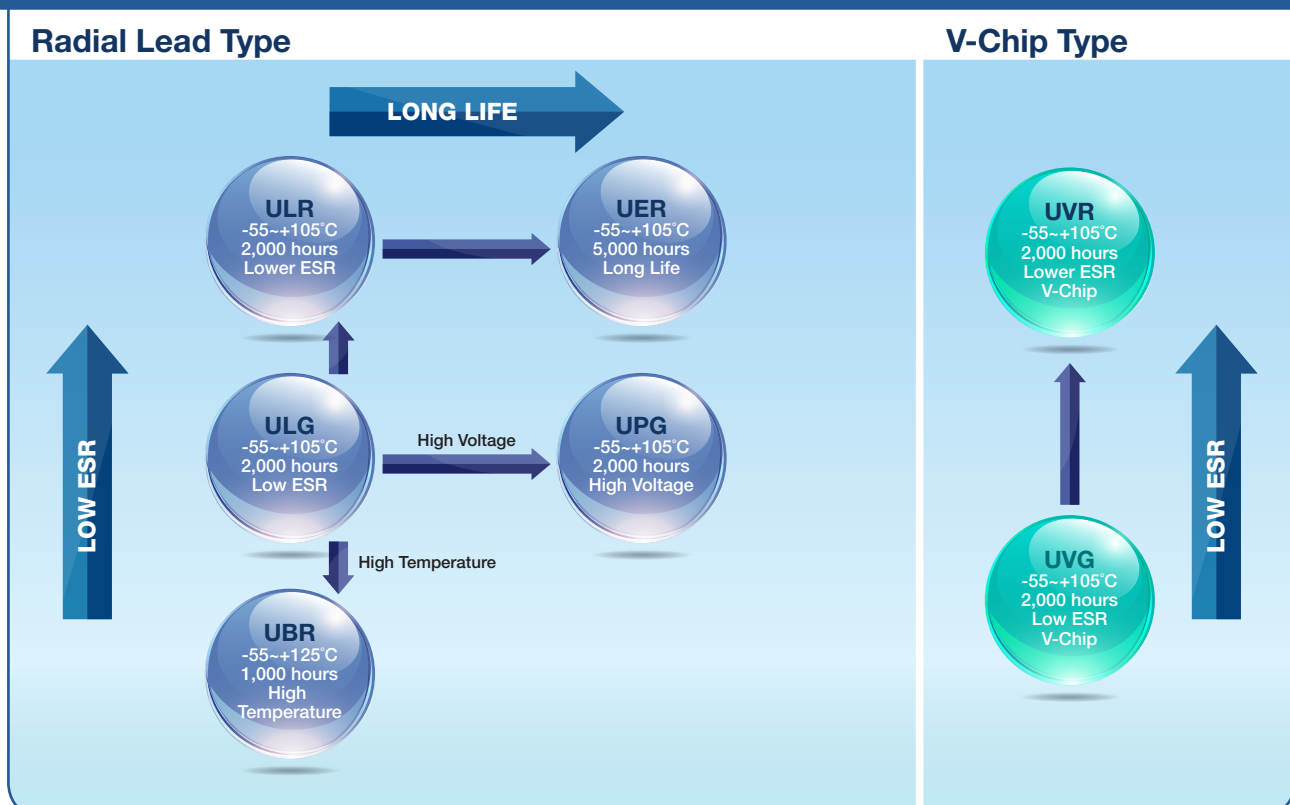 Radial Lead Type
LONG LIFE
ULR
-55~+105°C
2,000 hours
Lower ESR
UER
-55~+105°C
5,000 hours
Long Life
LOW ESR
ULG
-55~+105°C
2,000 hours
Low ESR
High Voltage
UPG
-55~+105°C
2,000 hours
High Voltage
High Temperature
UBR
-55~+125°C
1,000 hours
High
Temperature
V-Chip Type
UVR
-55~+105°C
2,000 hours
Lower ESR
V-Chip
LOW ESR
UVG
-55~+105°C
2,000 hours
Low ESR
V-Chip